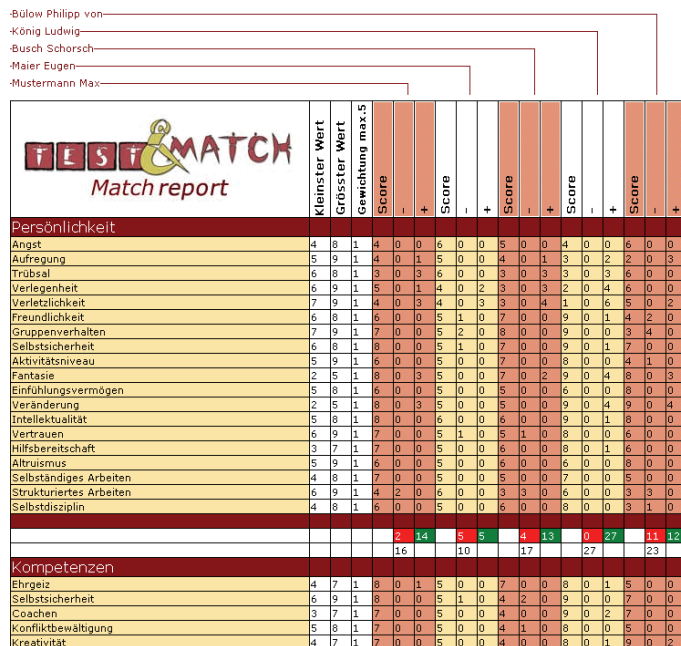 Bülow Philipp von
König Ludwig
Busch Schorsch
Maier Eugen
Mustermann Max
TEST & MATCH
Match report
Kleinster Wert Grösster Wert Gewichtung max.5 Score - + Score - + Score - + Score - + Score - +
Persönlichkeit
Angst 4 8 1 4 0 0 6 0 0 5 0 0 4 0 0 6 0 0
Aufregung 5 9 1 4 0 1 5 0 0 4 0 1 3 0 2 2 0 3
Trübsal 6 8 1 3 0 3 6 0 0 3 0 3 3 0 3 6 0 0
Verlegenheit 6 9 1 5 0 1 4 0 2 3 0 3 2 0 4 6 0 0
Verletzlichkeit 7 9 1 4 0 3 4 0 3 3 0 4 1 0 6 5 0 2
Freundlichkeit 6 8 1 6 0 0 5 1 0 7 0 0 9 0 1 4 2 0
Gruppenverhalten 7 9 1 7 0 0 5 2 0 8 0 0 9 0 0 3 4 0
Selbstsicherheit 6 8 1 6 0 0 5 1 0 7 0 0 9 0 1 7 0 0
Aktivitätsniveau 5 9 1 6 0 0 5 0 0 7 0 0 8 0 0 4 1 0
Fantasie 2 5 1 8 0 3 5 0 0 7 0 2 9 0 4 8 0 3
Einfühlungsvermögen 5 8 1 6 0 0 5 0 0 5 0 0 6 0 0 8 0 0
Veränderung 2 5 1 8 0 3 5 0 0 5 0 0 9 0 4 9 0 4
Intellektualität 5 8 1 8 0 0 6 0 0 6 0 0 9 0 1 8 0 0
Vertrauen 6 9 1 7 0 0 5 1 0 5 1 0 8 0 0 6 0 0
Hilfsbereitschaft 3 7 1 7 0 0 5 0 0 6 0 0 8 0 1 6 0 0
Altruismus 5 9 1 6 0 0 5 0 0 6 0 0 6 0 0 8 0 0
Selbständiges Arbeiten 4 8 1 7 0 0 5 0 0 5 0 0 7 0 0 5 0 0
Strukturiertes Arbeiten 6 9 1 4 2 0 6 0 0 3 3 0 6 0 0 3 3 0
Selbstdisziplin 4 8 1 6 0 0 5 0 0 6 0 0 8 0 0 3 1 0
2 14 5 5 4 13 0 27 11 12
16 10 17 27 23
Kompetenzen
Ehrgeiz 4 7 1 8 0 1 5 0 0 7 0 0 8 0 1 5 0 0
Selbstsicherheit 6 9 1 8 0 0 5 1 0 4 2 0 9 0 0 7 0 0
Coachen 3 7 1 7 0 0 5 0 0 4 0 0 9 0 2 7 0 0
Konfliktbewältigung 5 8 1 7 0 0 5 0 0 4 1 0 8 0 0 5 0 0
Kreativität 4 7 1 7 0 0 5 0 0 4 0 0 8 0 1 9 0 2